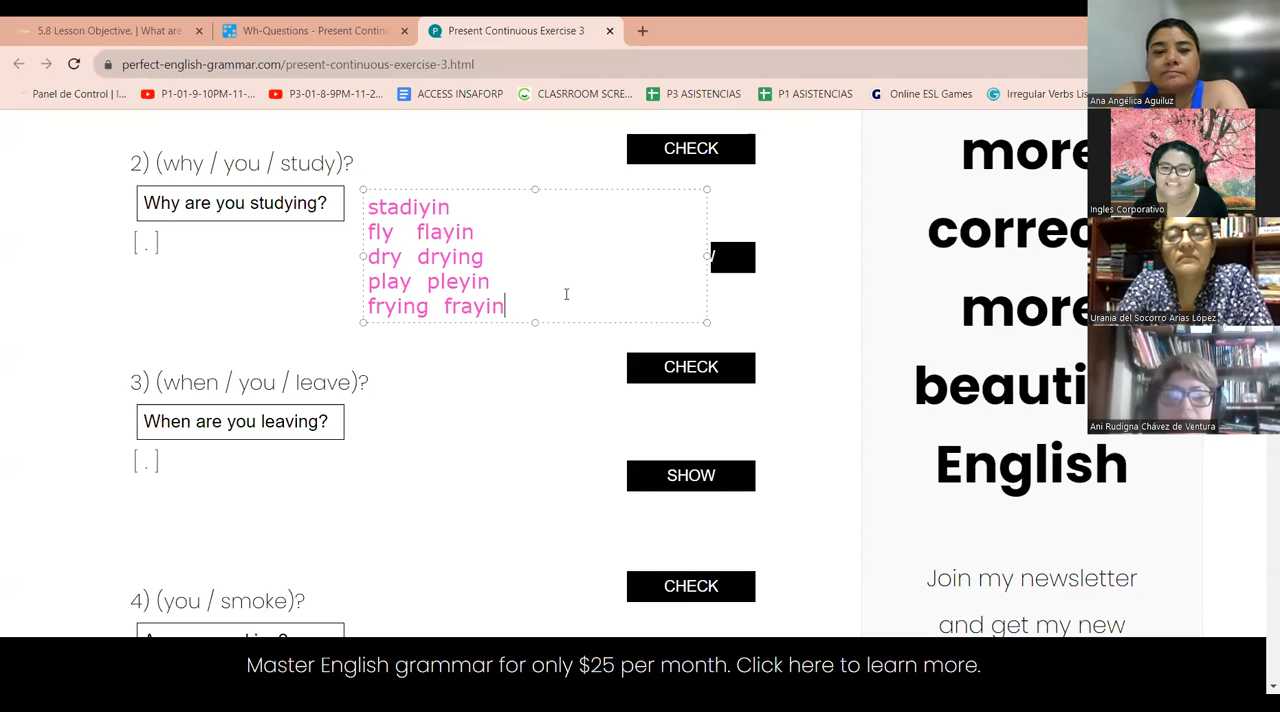 5.8 Lesson Objective. | What are
Wh-Questions - Present Contin
Present Continuous Exercise 3
perfect-english-grammar.com/present-continuous-exercise-3.html
Panel de Control | I...
P1-01-9-10PM-11-...
P3-01-8-9PM-11-2...
ACCESS INSAFORP
CLASRROOM SCRE...
P3 ASISTENCIAS
P1 ASISTENCIAS
Online ESL Games
Irregular Verbs Lis
Ana Angélica Aguiluz
Ingles Corporativo
Urania del Socorro Arias López
Ani Rudigna Chávez de Ventura
2) (why / you / study)?
CHECK
Why are you studying?
[ . ]
stadiyin
fly flayin
dry drying
play pleyin
frying frayin
3) (when / you / leave)?
CHECK
When are you leaving?
[ . ]
SHOW
4) (you / smoke)?
CHECK
more
correc
more
beauti
English
Join my newsletter
and get my new
Master English grammar for only $25 per month. Click here to learn more.